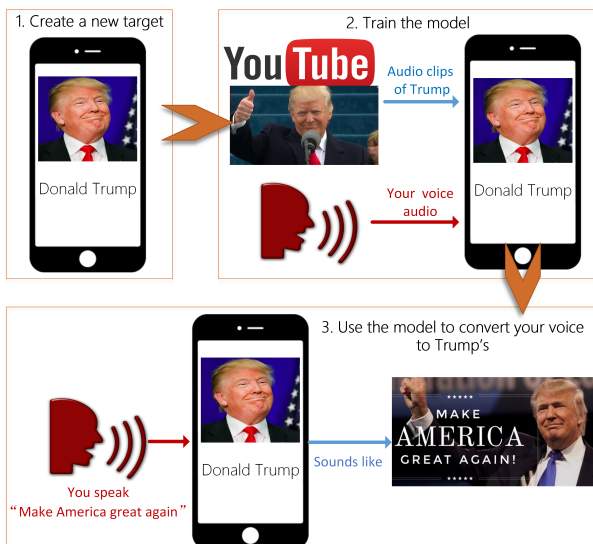 1. Create a new target
Donald Trump
2. Train the model
YouTube
Audio clips
of Trump
Your voice
audio
Donald Trump
3. Use the model to convert your voice
to Trump's
You speak
"Make America great again"
Donald Trump
Sounds like
MAKE
AMERICA
GREAT AGAIN!